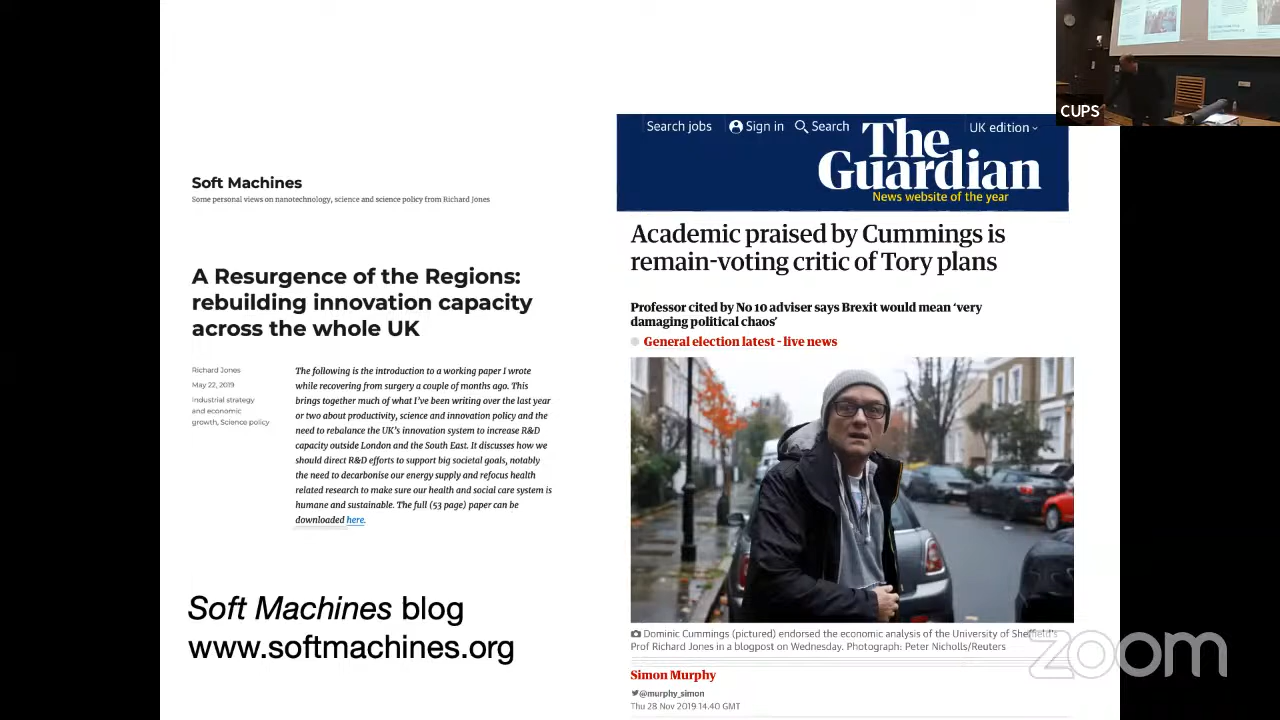 CUPS
Soft Machines
Some personal views on nanotechnology, science and science policy from Richard Jones
A Resurgence of the Regions:
rebuilding innovation capacity
across the whole UK
Richard Jones
May 22, 2019
Industrial strategy
and economic
growth, Science policy
The following is the introduction to a working paper I wrote
while recovering from surgery a couple of months ago. This
brings together much of what I've been writing over the last year
or two about productivity, science and innovation policy and the
need to rebalance the UK's innovation system to increase R&D
capacity outside London and the South East. It discusses how we
should direct R&D efforts to support big societal goals, notably
the need to decarbonise our energy supply and refocus health
related research to make sure our health and social care system is
humane and sustainable. The full (53 page) paper can be
downloaded here.
Soft Machines blog
www.softmachines.org
Search jobs Sign in Search UK edition
The
Guardian
News website of the year
Academic praised by Cummings is
remain-voting critic of Tory plans
Professor cited by No 10 adviser says Brexit would mean ‘very
damaging political chaos’
General election latest - live news
Dominic Cummings (pictured) endorsed the economic analysis of the University of Sheffield's
Prof Richard Jones in a blogpost on Wednesday. Photograph: Peter Nicholls/Reuters
Simon Murphy
@murphy_simon
Thu 28 Nov 2019 14.40 GMT
zoom